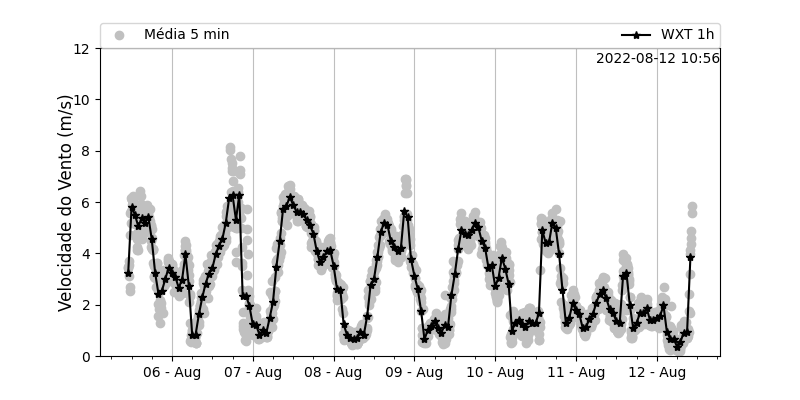 Média 5 min
WXT 1h
2022-08-12 10:56
Velocidade do Vento (m/s)
12
10
8
6
4
2
0
06 - Aug
07 - Aug
08 - Aug
09 - Aug
10 - Aug
11 - Aug
12 - Aug